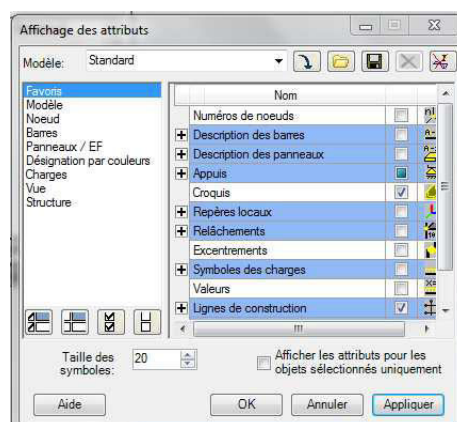 Affichage des attributs
Modèle: Standard
Favoris
Modèle
Noeud
Barres
Panneaux / EF
Désignation par couleurs
Charges
Vue
Structure
Nom
Numéros de noeuds
Description des barres
Description des panneaux
Appuis
Croquis
Repères locaux
Relâchements
Excentrements
Symboles des charges
Valeurs
Lignes de construction
Taille des symboles: 20
Afficher les attributs pour les
objets sélectionnés uniquement
Aide OK Annuler Appliquer